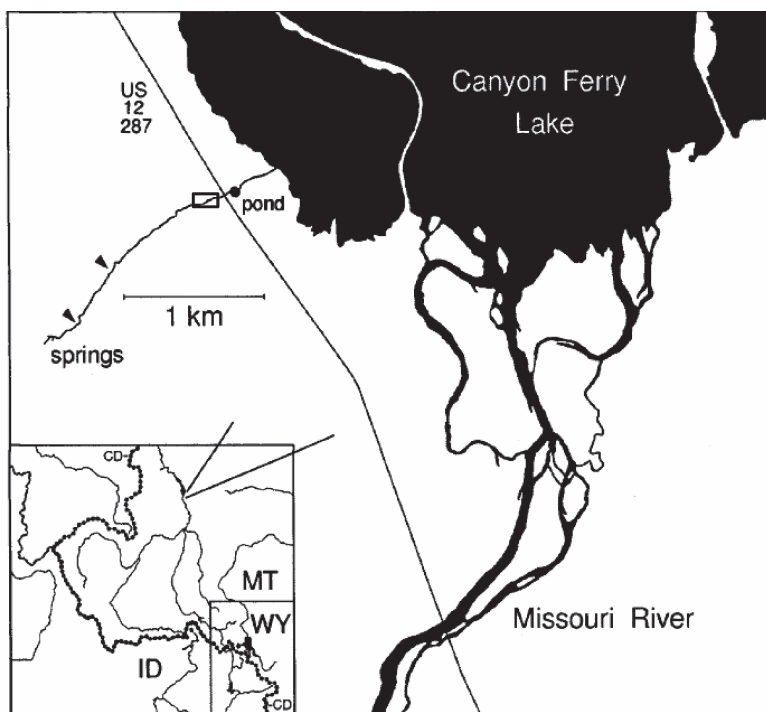 Canyon Ferry
Lake
US
12
287
pond
1 km
springs
CD
MT
WY
ID
CD
Missouri River